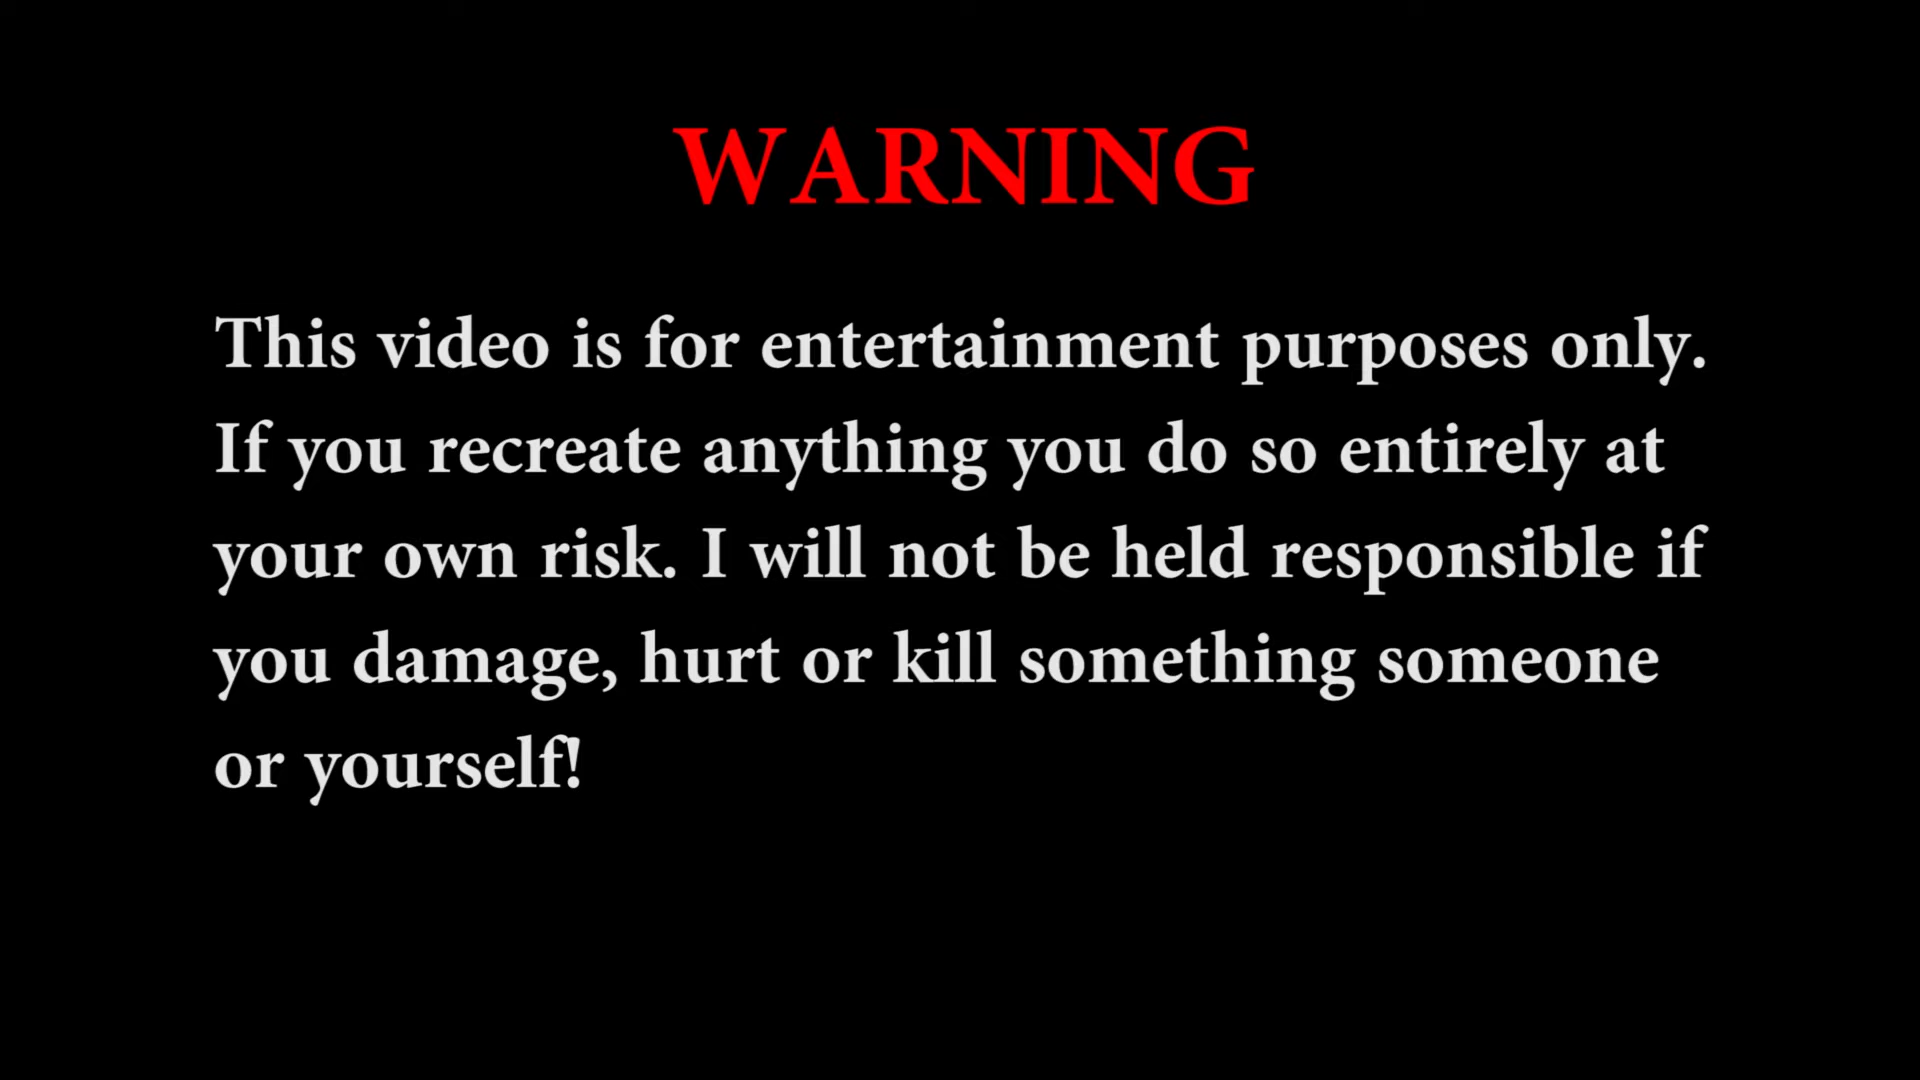 WARNING
This video is for entertainment purposes only.
If you recreate anything you do so entirely at
your own risk. I will not be held responsible if
you damage, hurt or kill something someone
or yourself!